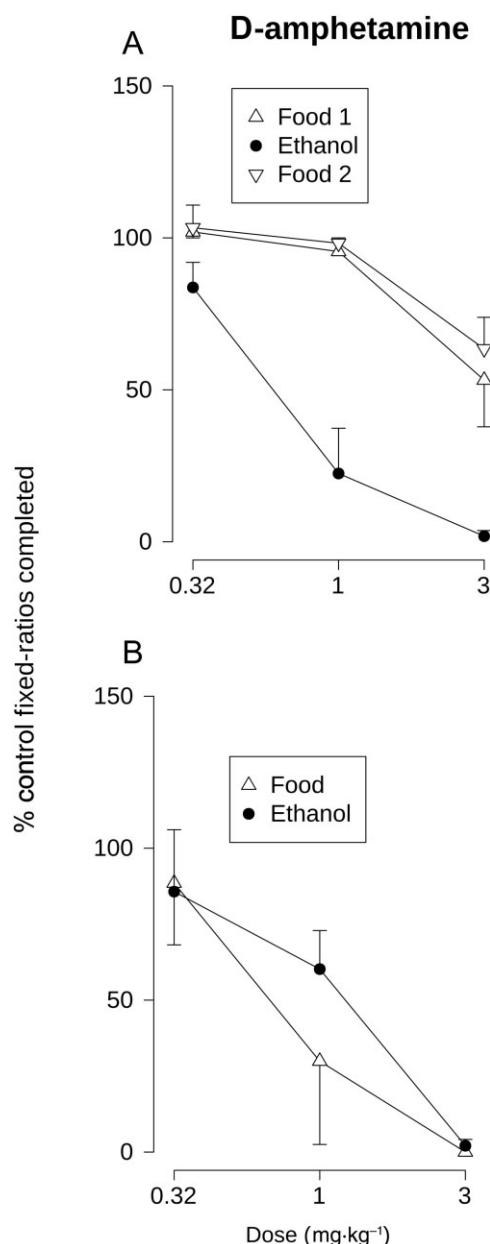 D-amphetamine
A
150
Food 1
Ethanol
Food 2
100
50
0
0.32 1 3
% control fixed-ratios completed
B
150
Food
Ethanol
100
50
0
0.32 1 3
Dose (mg·kg⁻¹)